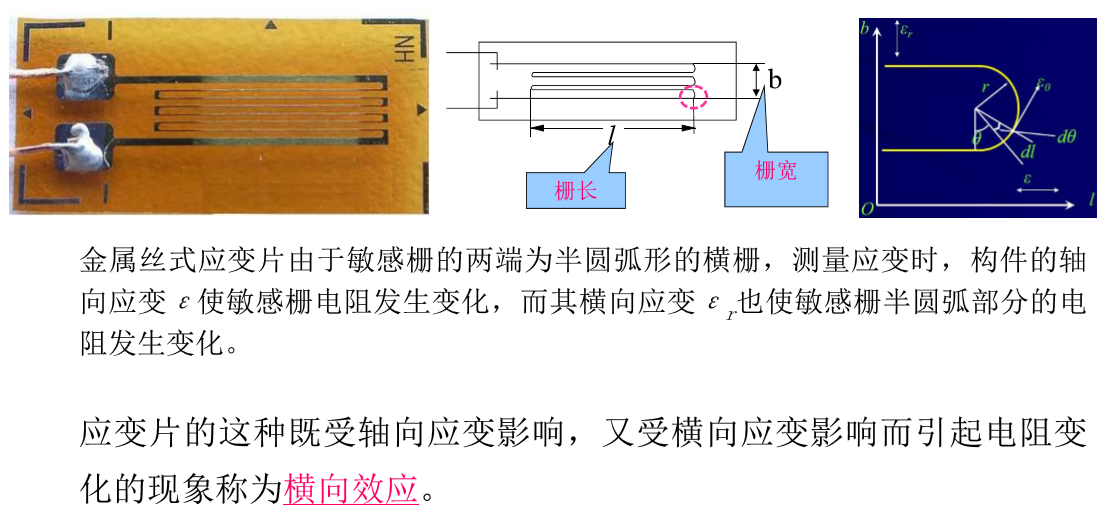 HN
b
l
栅长
栅宽
b
εr
r
ε0
θ
dl
dθ
ε
O
l
金属丝式应变片由于敏感栅的两端为半圆弧形的横栅，测量应变时，构件的轴
向应变ε使敏感栅电阻发生变化，而其横向应变εr也使敏感栅半圆弧部分的电
阻发生变化。
应变片的这种既受轴向应变影响，又受横向应变影响而引起电阻变
化的现象称为横向效应。